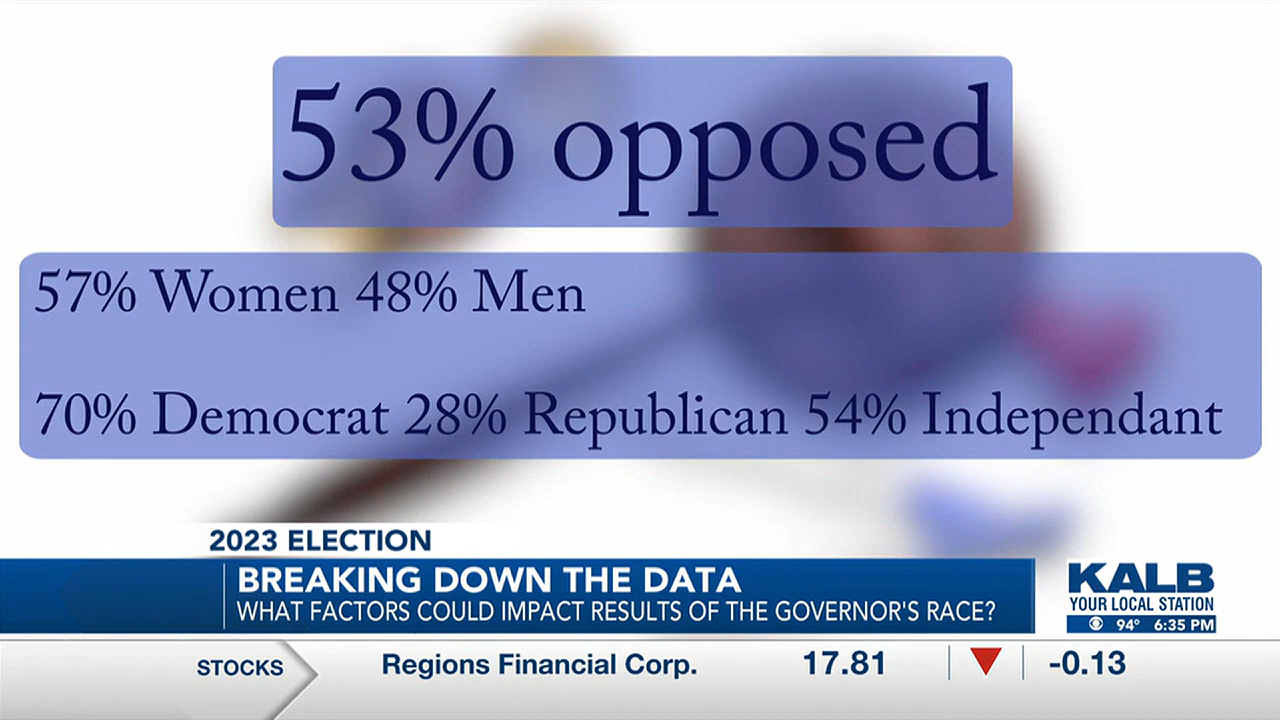 53% opposed
57% Women 48% Men
70% Democrat 28% Republican 54% Independant
2023 ELECTION
BREAKING DOWN THE DATA
WHAT FACTORS COULD IMPACT RESULTS OF THE GOVERNOR'S RACE?
KALB
YOUR LOCAL STATION
94° 6:35 PM
STOCKS Regions Financial Corp. 17.81 -0.13